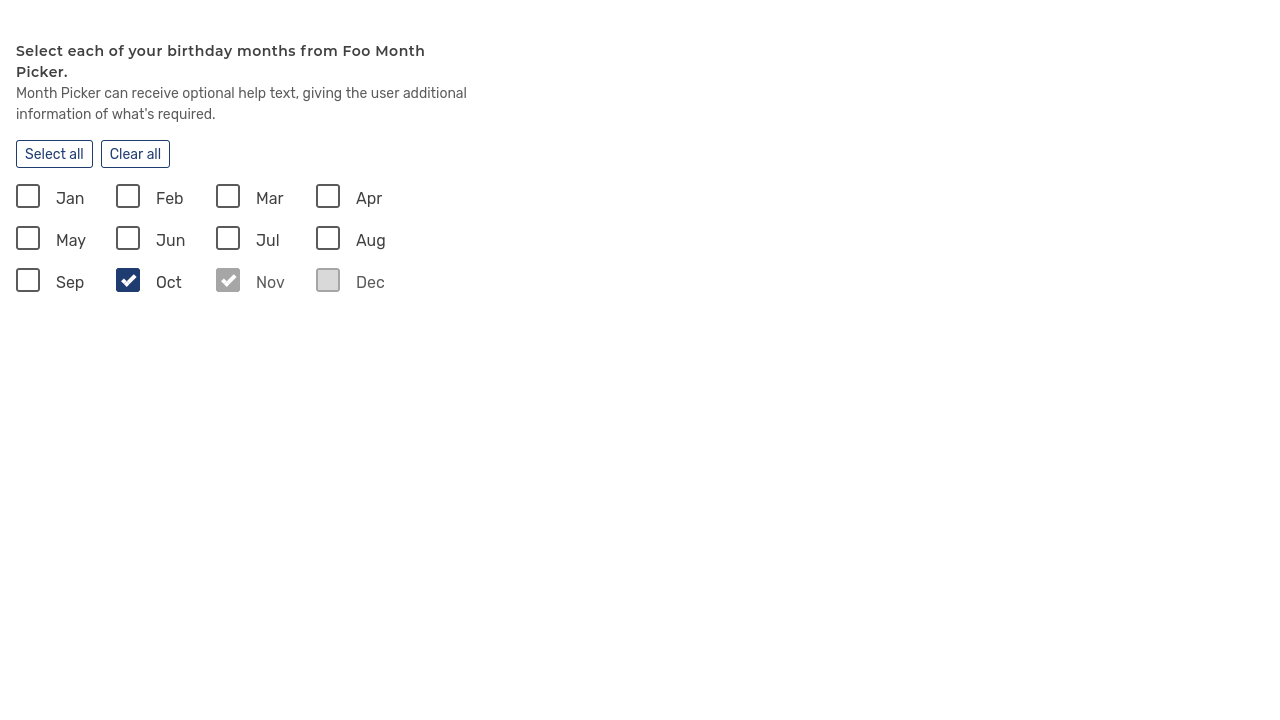 Select each of your birthday months from Foo Month
Picker.
Month Picker can receive optional help text, giving the user additional
information of what's required.
Select all Clear all
Jan Feb Mar Apr
May Jun Jul Aug
Sep Oct Nov Dec